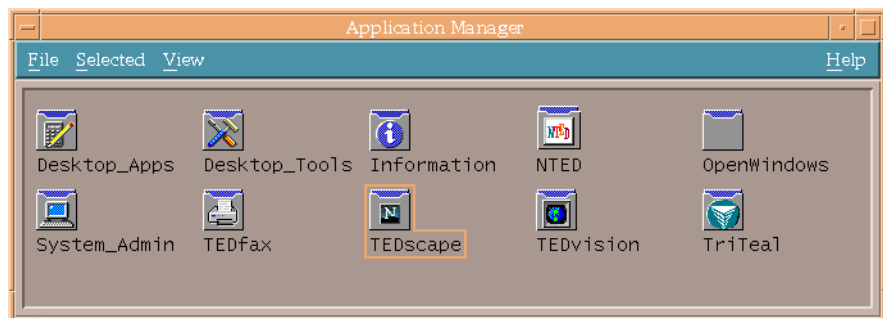 Application Manager
File Selected View Help
Desktop_Apps Desktop_Tools Information NTED OpenWindows
System_Admin TEDfax TEDscape TEDvision TriTeal